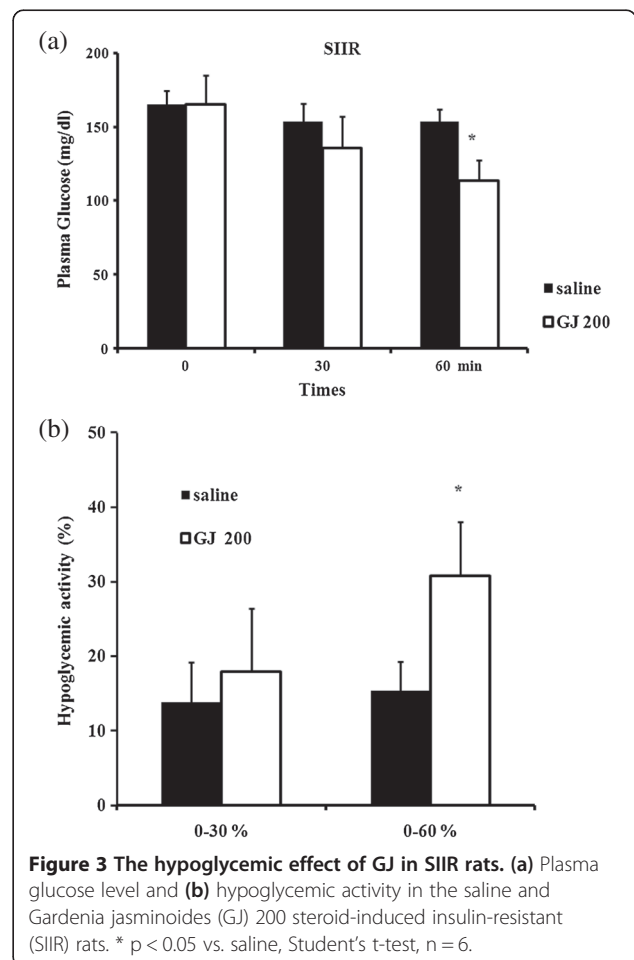 (a)
SIIR
200
150
100
50
0
Plasma Glucose (mg/dl)
*
saline
GJ 200
0
30
60 min
Times
(b)
50
40
30
20
10
0
Hypoglycemic activity (%)
saline
GJ 200
*
0-30 %
0-60 %
Figure 3 The hypoglycemic effect of GJ in SIIR rats. (a) Plasma
glucose level and (b) hypoglycemic activity in the saline and
Gardenia jasminoides (GJ) 200 steroid-induced insulin-resistant
(SIIR) rats. * p < 0.05 vs. saline, Student's t-test, n = 6.